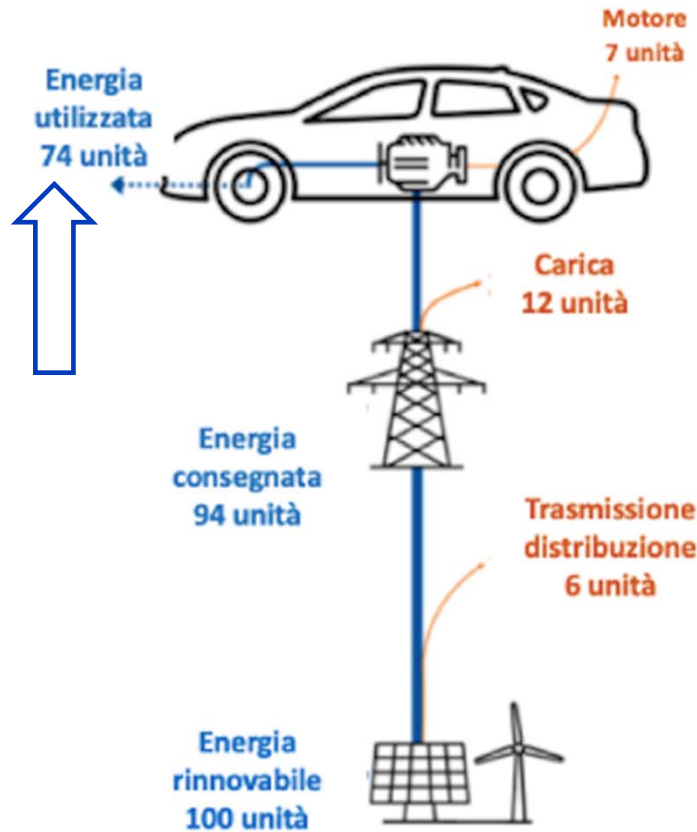 Motore
7 unità
Energia
utilizzata
74 unità
Carica
12 unità
Energia
consegnata
94 unità
Trasmissione
distribuzione
6 unità
Energia
rinnovabile
100 unità